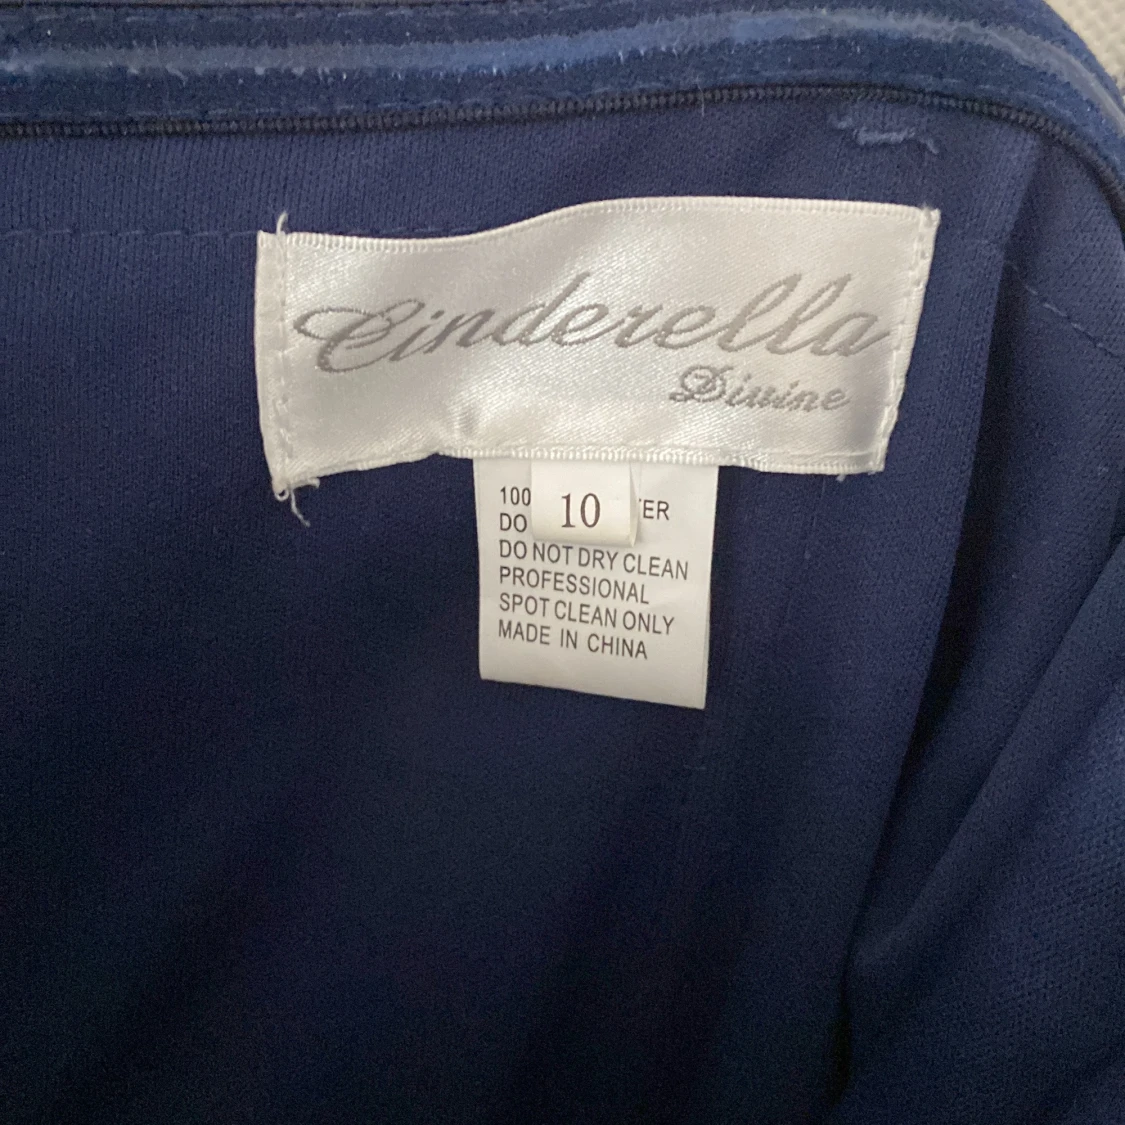 Cinderella
Divine
10
100 TER
DO
DO NOT DRY CLEAN
PROFESSIONAL
SPOT CLEAN ONLY
MADE IN CHINA